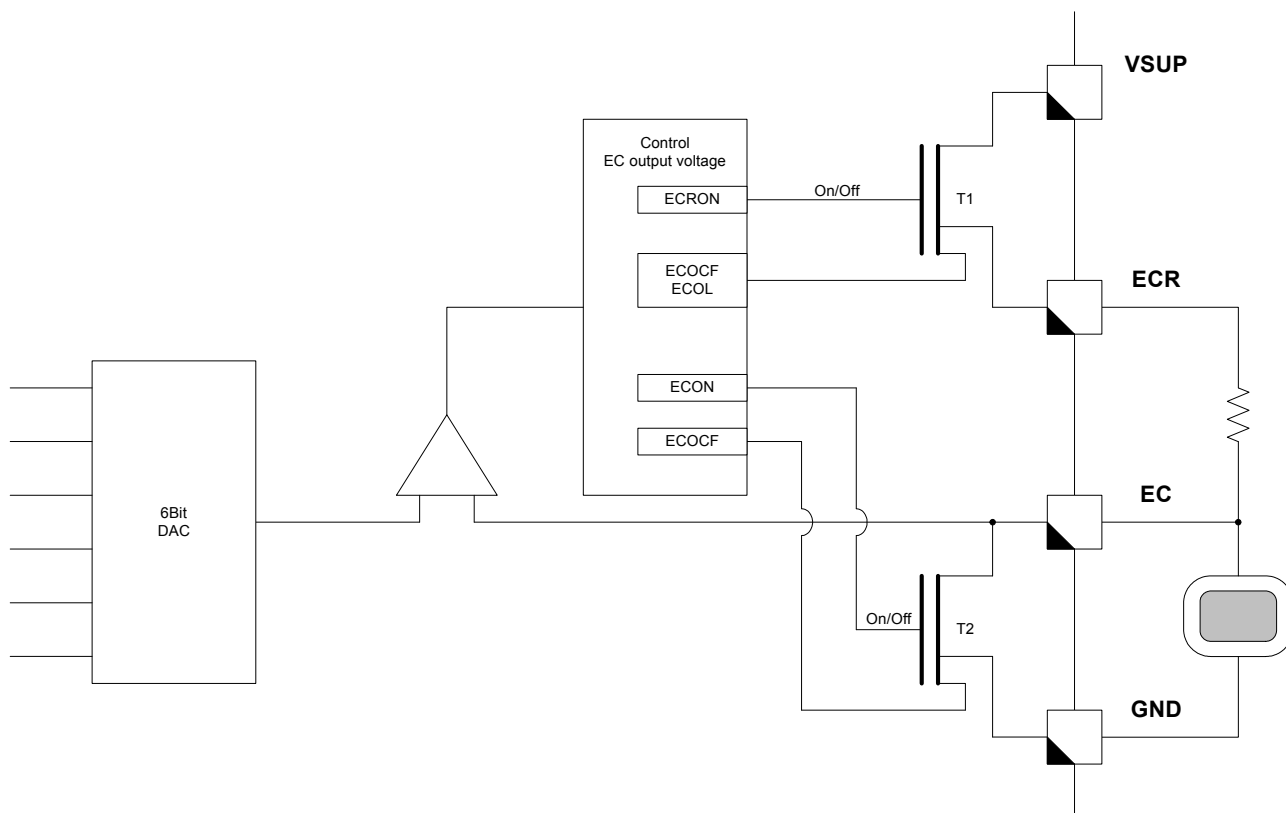 VSUP
Control
EC output voltage
ECRON
On/Off
T1
ECOCF
ECOL
ECR
ECON
ECOCF
6Bit
DAC
EC
On/Off
T2
GND